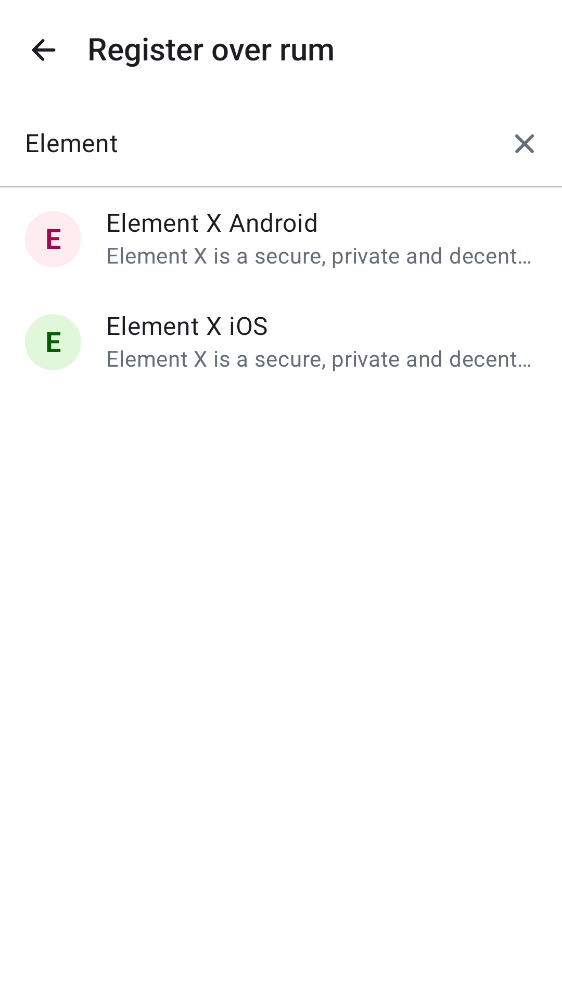 Register over rum
Element
E
Element X Android
Element X is a secure, private and decent...
E
Element X iOS
Element X is a secure, private and decent...